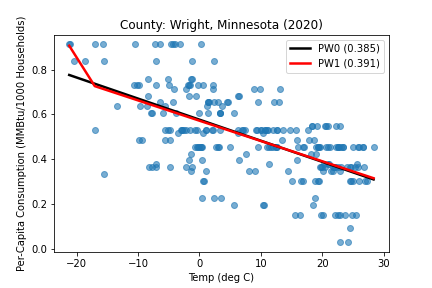 County: Wright, Minnesota (2020)
Per-Capita Consumption (MMBtu/1000 Households)
PW0 (0.385)
PW1 (0.391)
0.8
0.6
0.4
0.2
0.0
−20 −10 0 10 20 30
Temp (deg C)